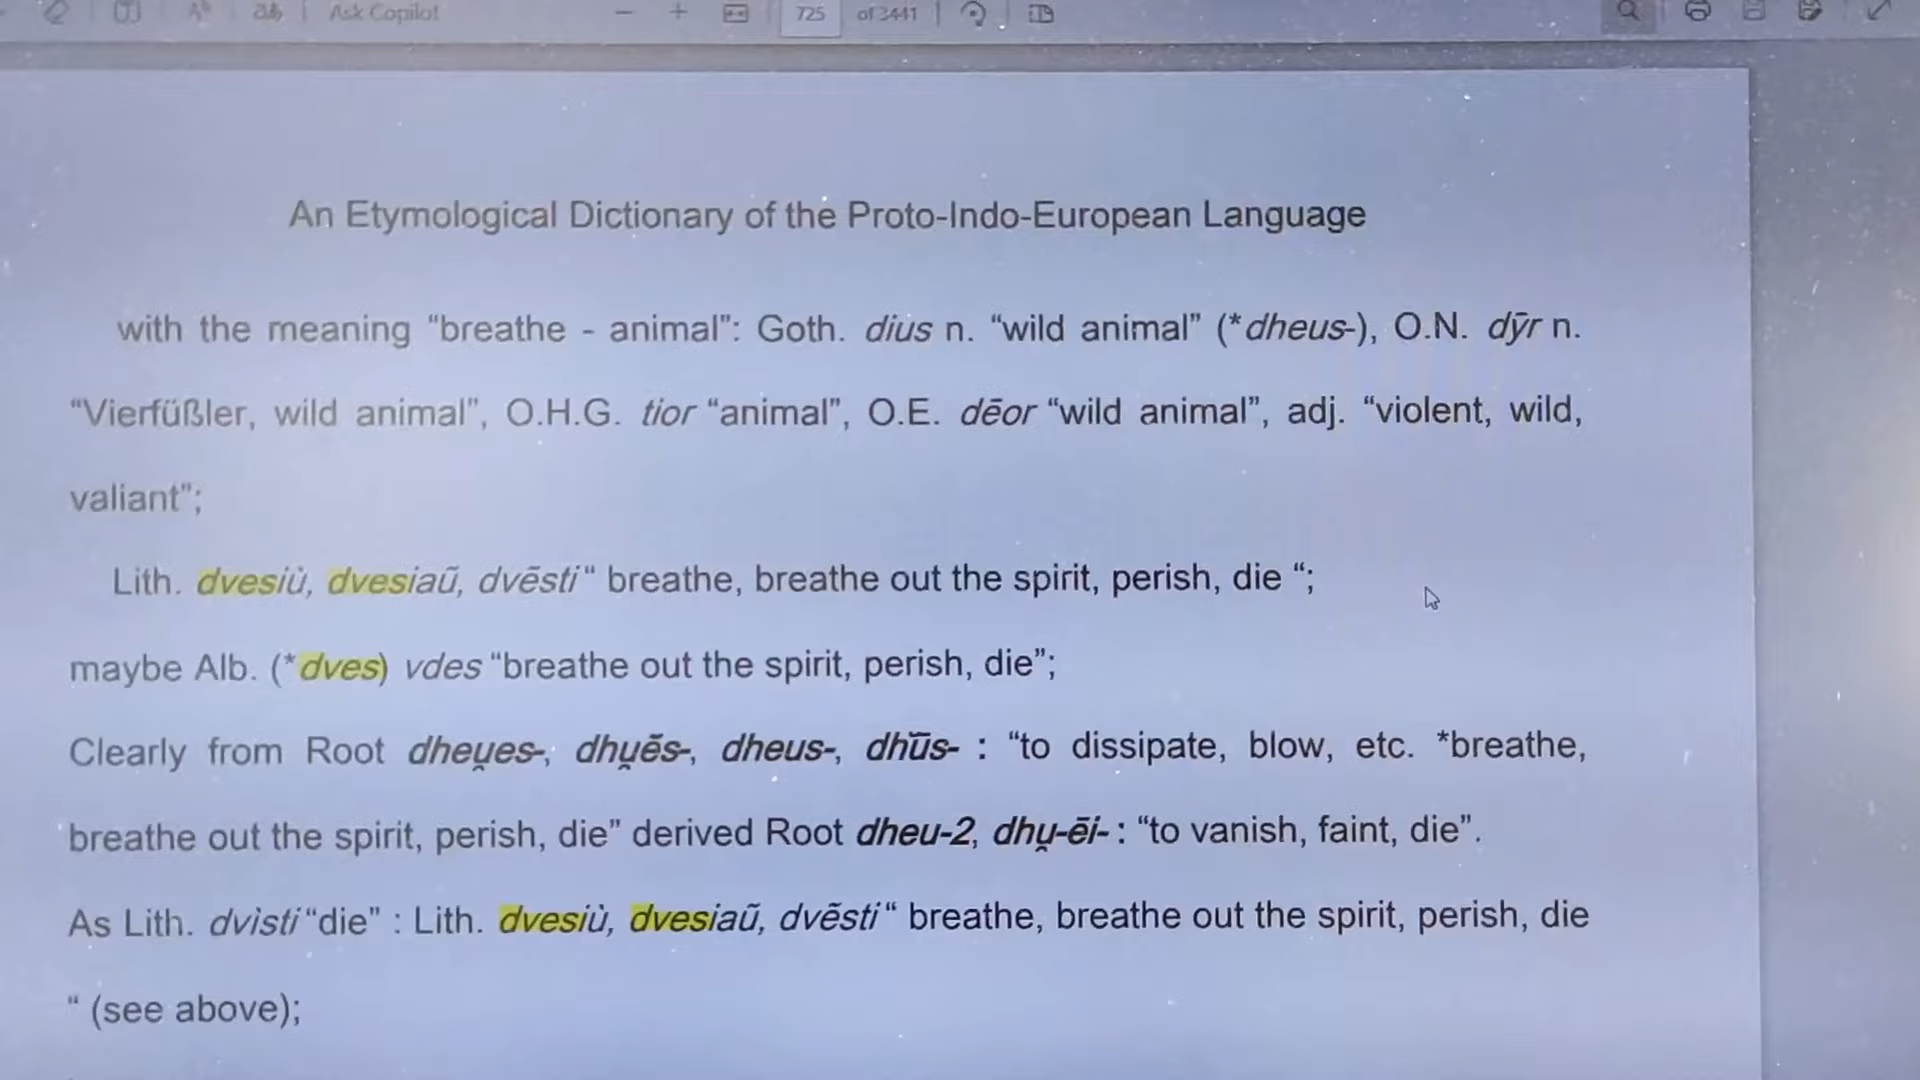 Ask Copilot
725 of 3441
An Etymological Dictionary of the Proto-Indo-European Language
with the meaning “breathe - animal”: Goth. dius n. “wild animal” (*dheus-), O.N. dȳr n.
“Vierfüßler, wild animal”, O.H.G. tior “animal”, O.E. dēor “wild animal”, adj. “violent, wild,
valiant”;
Lith. dvesiù, dvesiaũ, dvẽsti “ breathe, breathe out the spirit, perish, die “;
maybe Alb. (*dves) vdes “breathe out the spirit, perish, die”;
Clearly from Root dheu̯es-, dhu̯ē̆s-, dheus-, dhū̆s- : “to dissipate, blow, etc. *breathe,
breathe out the spirit, perish, die” derived Root dheu-2, dhu̯-ēi- : “to vanish, faint, die”.
As Lith. dvìsti “die” : Lith. dvesiù, dvesiaũ, dvẽsti “ breathe, breathe out the spirit, perish, die
“ (see above);